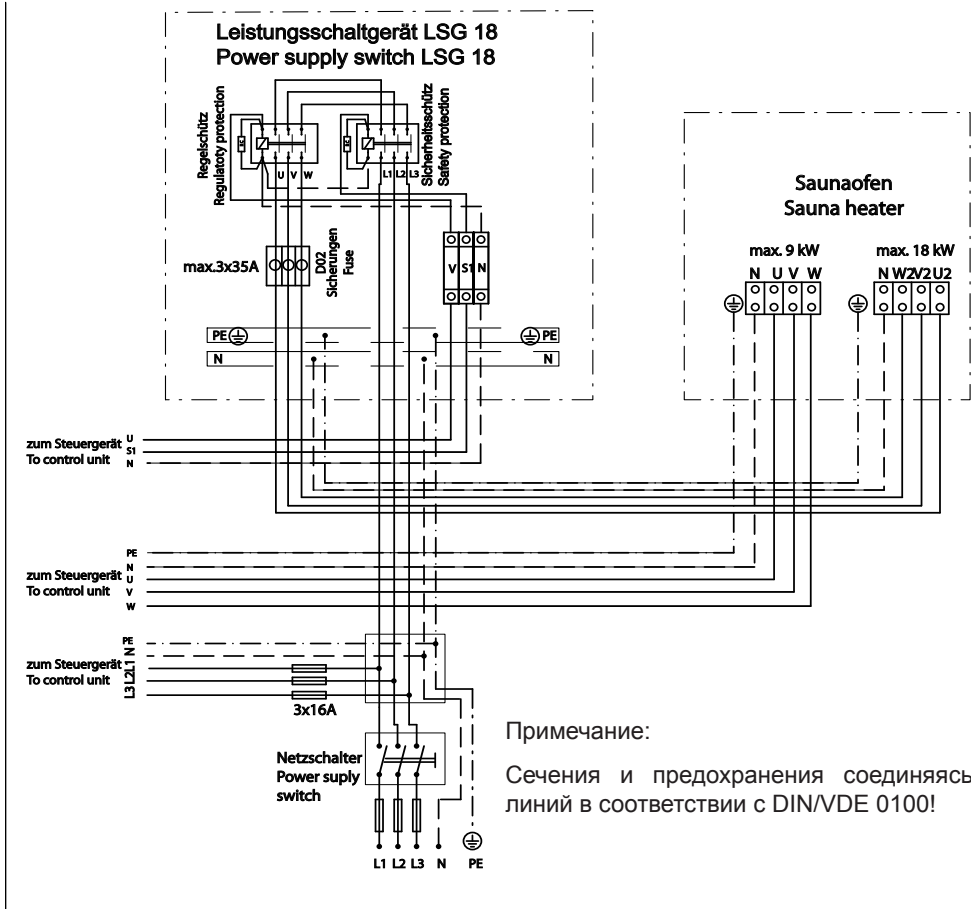 Leistungsschaltgerät LSG 18
Power supply switch LSG 18
Regelschütz
Regulatoty protection
Sicherheitsschütz
Safety protection
U V W
L1 L2 L3
max.3x35A
D02
Sicherungen
Fuse
V S1 N
PE
PE
N
N
Saunaofen
Sauna heater
max. 9 kW
max. 18 kW
N U V W
N W2 V2 U2
zum Steuergerät
To control unit
U
S1
N
zum Steuergerät
To control unit
PE
N
U
V
W
zum Steuergerät
To control unit
PE
N
L1
L2
L3
3x16A
Netzschalter
Power suply
switch
L1 L2 L3 N PE
Примечание:
Сечения и предохранения соединяясь
линий в соответствии с DIN/VDE 0100!